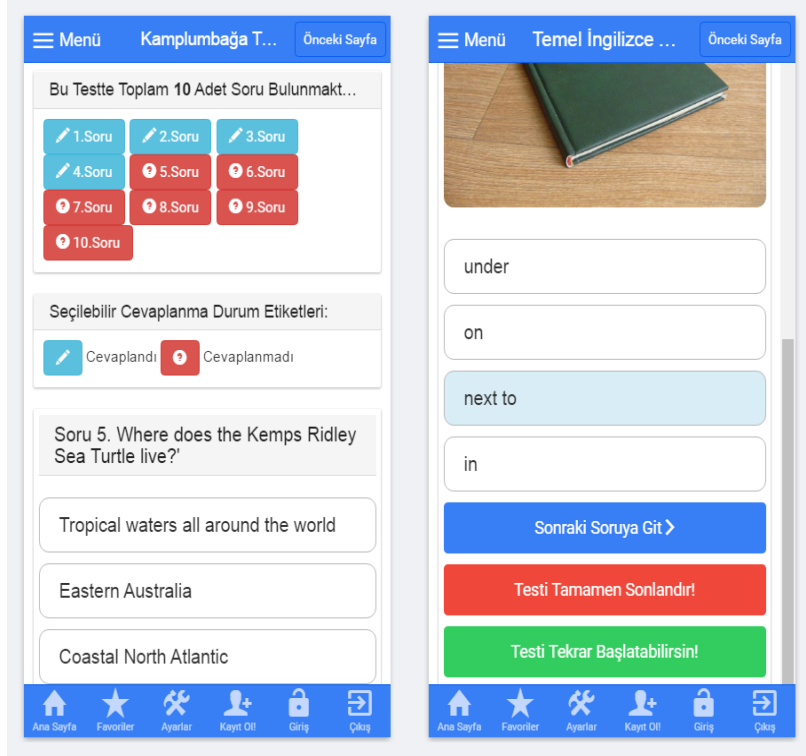 Menü
Kamplumbağa T...
Önceki Sayfa
Bu Testte Toplam 10 Adet Soru Bulunmakt...
1.Soru
2.Soru
3.Soru
4.Soru
5.Soru
6.Soru
7.Soru
8.Soru
9.Soru
10.Soru
Seçilebilir Cevaplanma Durum Etiketleri:
Cevaplandı
Cevaplanmadı
Soru 5. Where does the Kemps Ridley
Sea Turtle live?'
Tropical waters all around the world
Eastern Australia
Coastal North Atlantic
Ana Sayfa
Favoriler
Ayarlar
Kayıt Ol!
Giriş
Çıkış
Menü
Temel İngilizce ...
Önceki Sayfa
under
on
next to
in
Sonraki Soruya Git
Testi Tamamen Sonlandır!
Testi Tekrar Başlatabilirsin!
Ana Sayfa
Favoriler
Ayarlar
Kayıt Ol!
Giriş
Çıkış